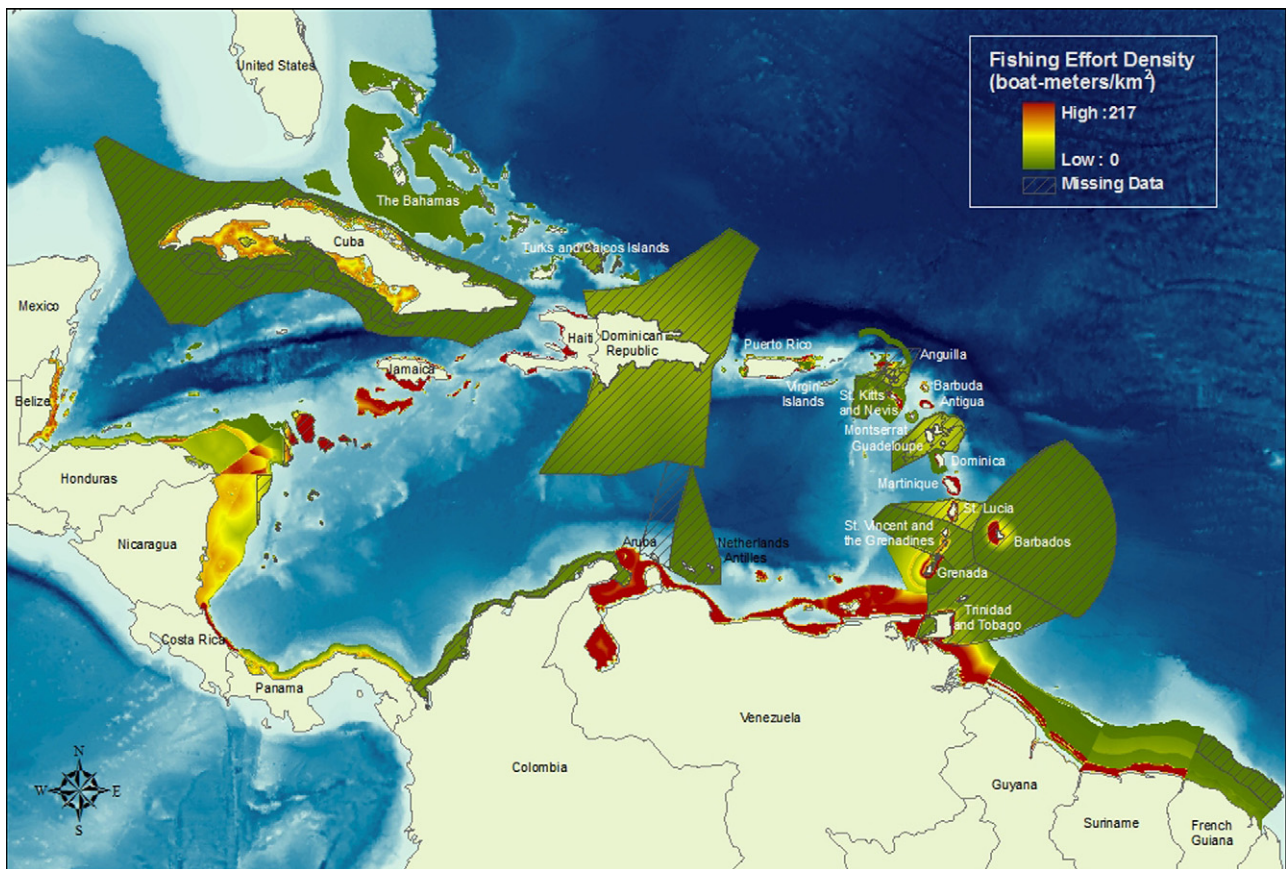 United States
Fishing Effort Density
(boat-meters/km²)
High : 217
Low : 0
Missing Data
The Bahamas
Cuba
Turks and Caicos Islands
Mexico
Haiti
Dominican
Republic
Puerto Rico
Jamaica
Anguilla
Virgin
Islands
Barbuda
Antigua
St. Kitts
and Nevis
Belize
Montserrat
Guadeloupe
Dominica
Honduras
Martinique
St. Lucia
St. Vincent and
the Grenadines
Barbados
Nicaragua
Aruba
Netherlands
Antilles
Grenada
Trinidad
and Tobago
Costa Rica
Panama
Venezuela
Colombia
Guyana
Suriname
French
Guiana
N
W
E
S